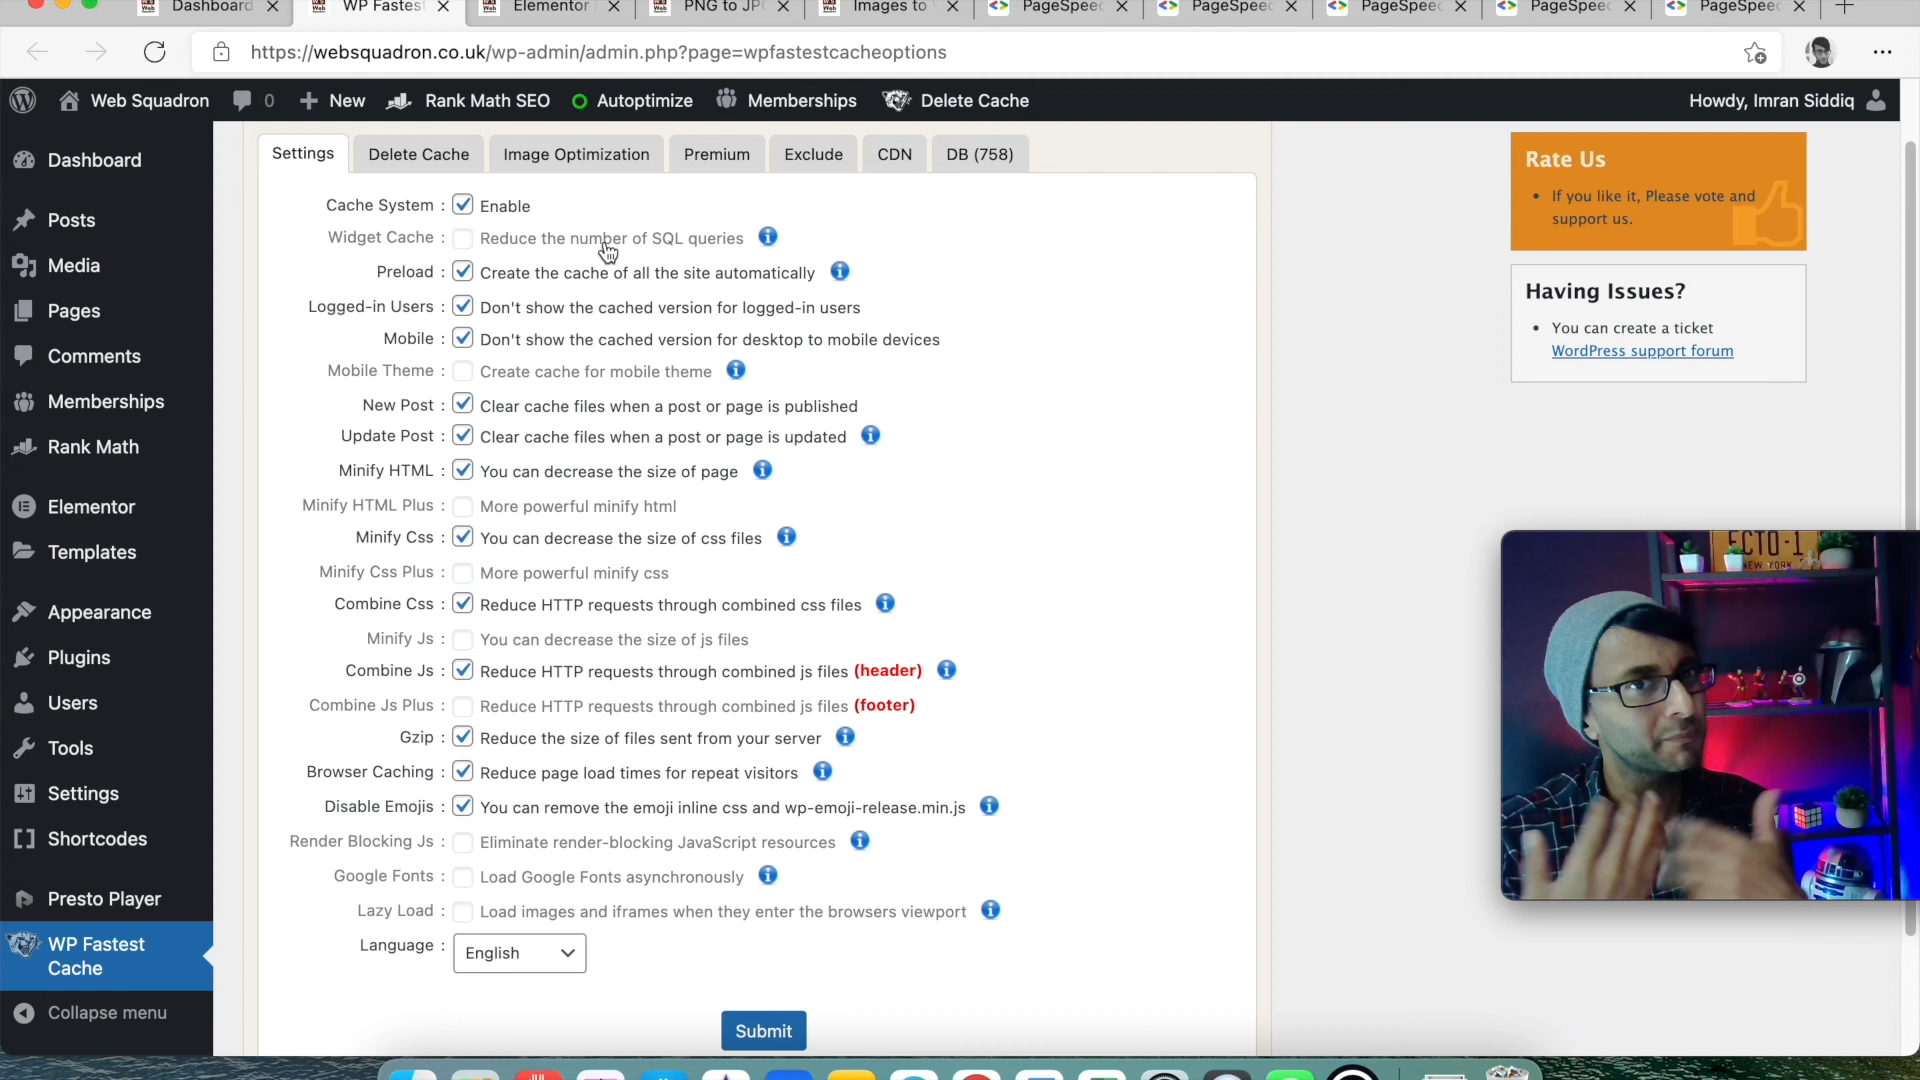 Dashboard
WP Fastes
Elementor
PNG to JP
Images to
PageSpeec
PageSpeec
PageSpeec
PageSpeec
PageSpeec
https://websquadron.co.uk/wp-admin/admin.php?page=wpfastestcacheoptions
Web Squadron
0
New
Rank Math SEO
Autoptimize
Memberships
Delete Cache
Howdy, Imran Siddiq
Dashboard
Posts
Media
Pages
Comments
Memberships
Rank Math
Elementor
Templates
Appearance
Plugins
Users
Tools
Settings
Shortcodes
Presto Player
WP Fastest
Cache
Collapse menu
Settings
Delete Cache
Image Optimization
Premium
Exclude
CDN
DB (758)
Cache System : Enable
Widget Cache : Reduce the number of SQL queries
Preload : Create the cache of all the site automatically
Logged-in Users : Don't show the cached version for logged-in users
Mobile : Don't show the cached version for desktop to mobile devices
Mobile Theme : Create cache for mobile theme
New Post : Clear cache files when a post or page is published
Update Post : Clear cache files when a post or page is updated
Minify HTML : You can decrease the size of page
Minify HTML Plus : More powerful minify html
Minify Css : You can decrease the size of css files
Minify Css Plus : More powerful minify css
Combine Css : Reduce HTTP requests through combined css files
Minify Js : You can decrease the size of js files
Combine Js : Reduce HTTP requests through combined js files (header)
Combine Js Plus : Reduce HTTP requests through combined js files (footer)
Gzip : Reduce the size of files sent from your server
Browser Caching : Reduce page load times for repeat visitors
Disable Emojis : You can remove the emoji inline css and wp-emoji-release.min.js
Render Blocking Js : Eliminate render-blocking JavaScript resources
Google Fonts : Load Google Fonts asynchronously
Lazy Load : Load images and iframes when they enter the browsers viewport
Language : English
Submit
Rate Us
If you like it, Please vote and
support us.
Having Issues?
You can create a ticket
WordPress support forum
ECTO-1
NEW YORK